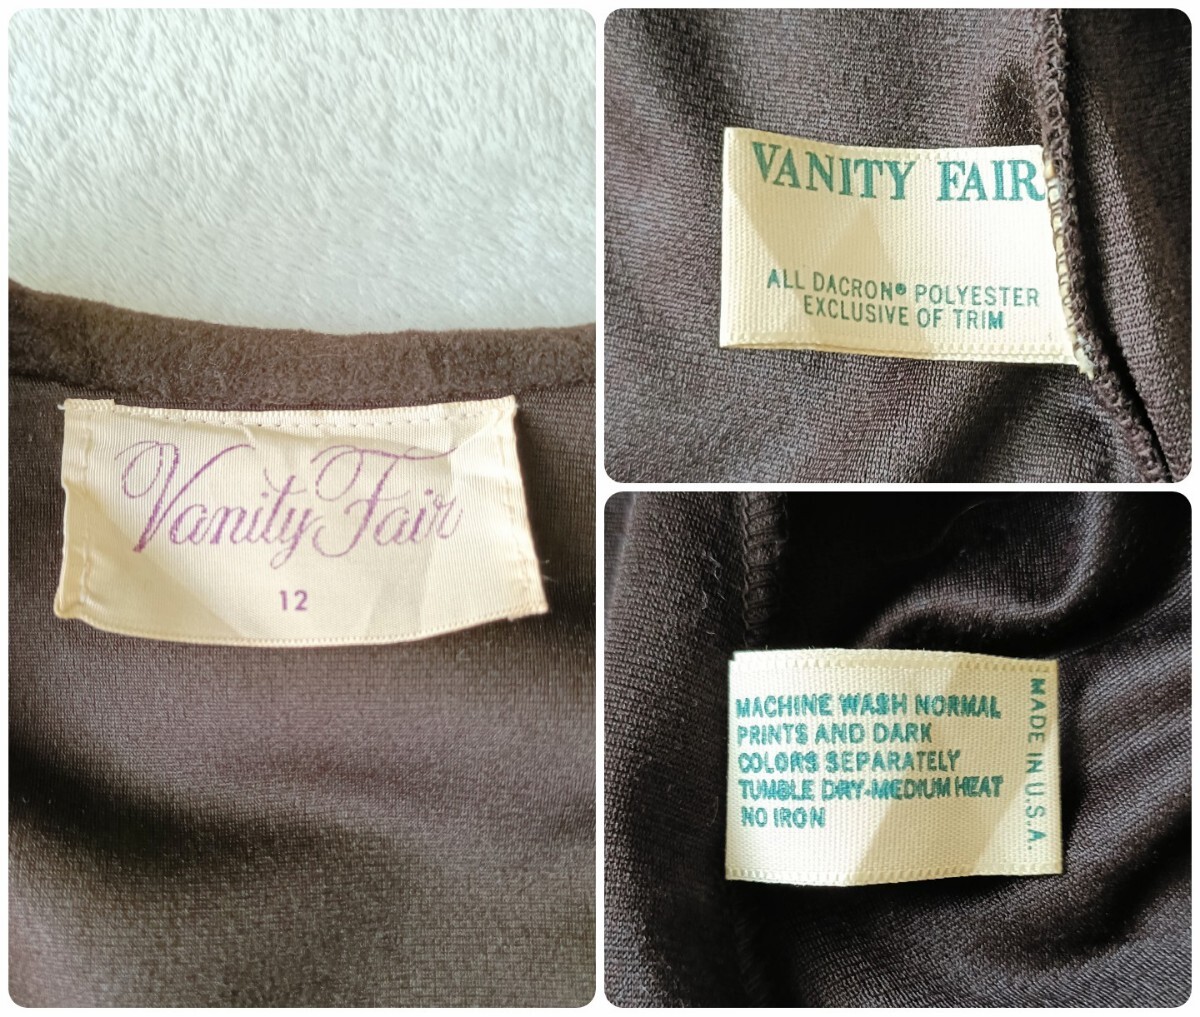 Vanity Fair
12
VANITY FAIR
ALL DACRON® POLYESTER
EXCLUSIVE OF TRIM
MACHINE WASH NORMAL
PRINTS AND DARK
COLORS SEPARATELY
TUMBLE DRY-MEDIUM HEAT
NO IRON
MADE IN U.S.A.